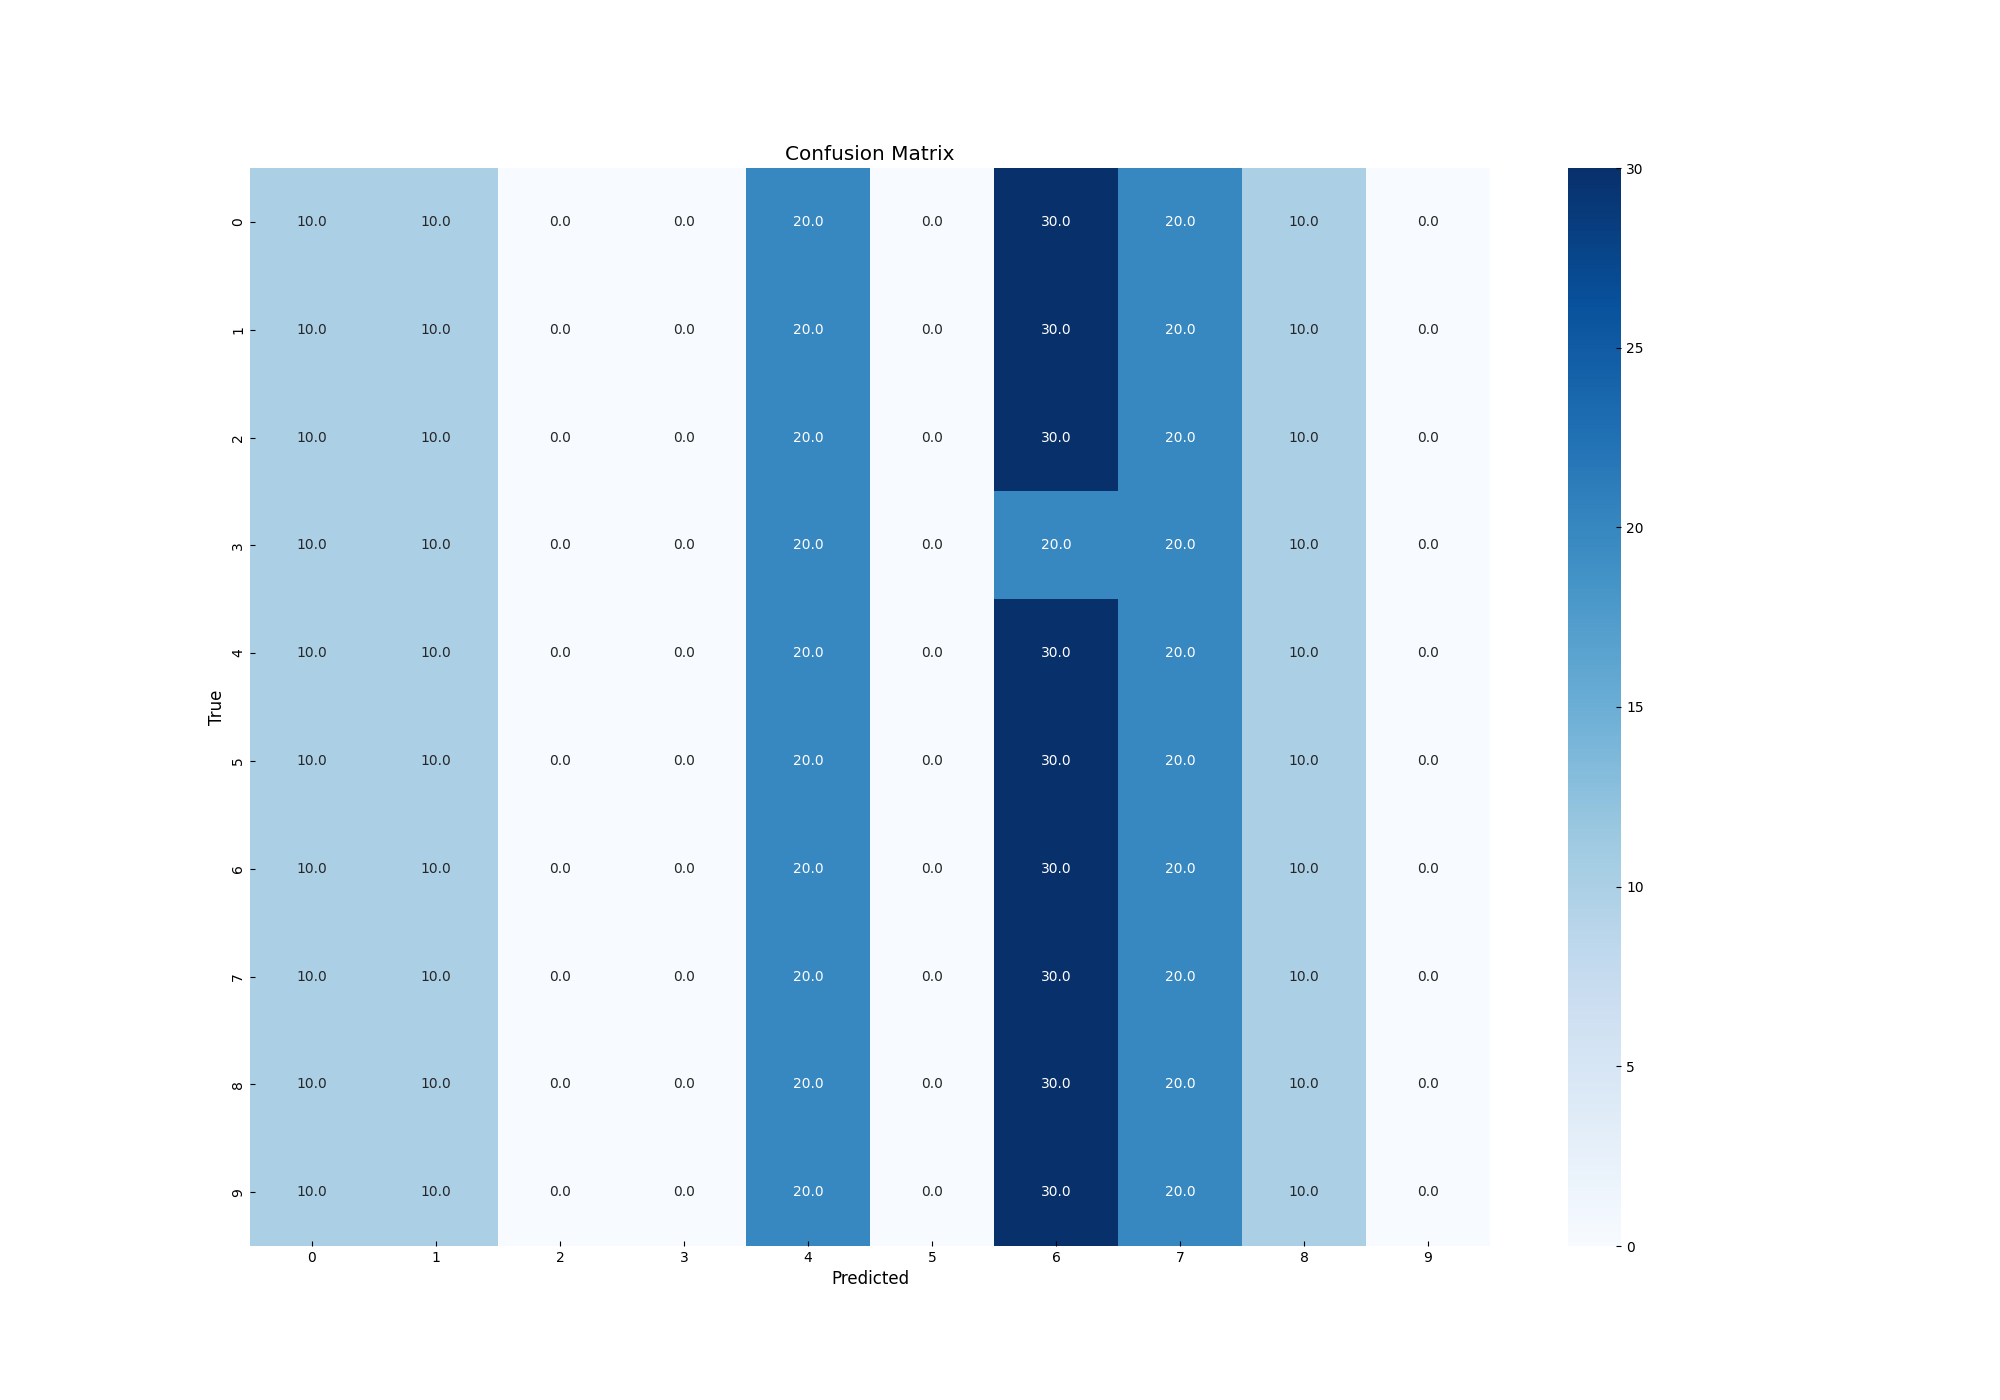 Confusion Matrix
0 10.0 10.0 0.0 0.0 20.0 0.0 30.0 20.0 10.0 0.0
1 10.0 10.0 0.0 0.0 20.0 0.0 30.0 20.0 10.0 0.0
2 10.0 10.0 0.0 0.0 20.0 0.0 30.0 20.0 10.0 0.0
3 10.0 10.0 0.0 0.0 20.0 0.0 20.0 20.0 10.0 0.0
4 10.0 10.0 0.0 0.0 20.0 0.0 30.0 20.0 10.0 0.0
True
5 10.0 10.0 0.0 0.0 20.0 0.0 30.0 20.0 10.0 0.0
6 10.0 10.0 0.0 0.0 20.0 0.0 30.0 20.0 10.0 0.0
7 10.0 10.0 0.0 0.0 20.0 0.0 30.0 20.0 10.0 0.0
8 10.0 10.0 0.0 0.0 20.0 0.0 30.0 20.0 10.0 0.0
9 10.0 10.0 0.0 0.0 20.0 0.0 30.0 20.0 10.0 0.0
0 1 2 3 4 5 6 7 8 9
Predicted
30
25
20
15
10
5
0